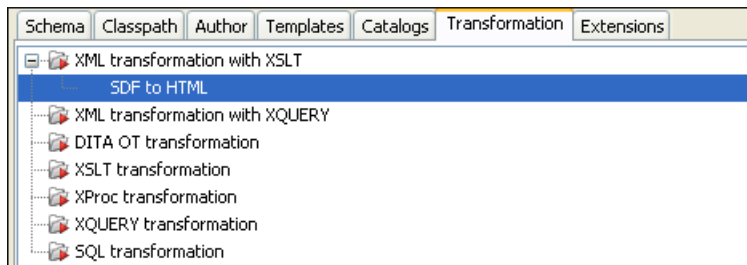 Schema Classpath Author Templates Catalogs Transformation Extensions
XML transformation with XSLT
SDF to HTML
XML transformation with XQUERY
DITA OT transformation
XSLT transformation
XProc transformation
XQUERY transformation
SQL transformation